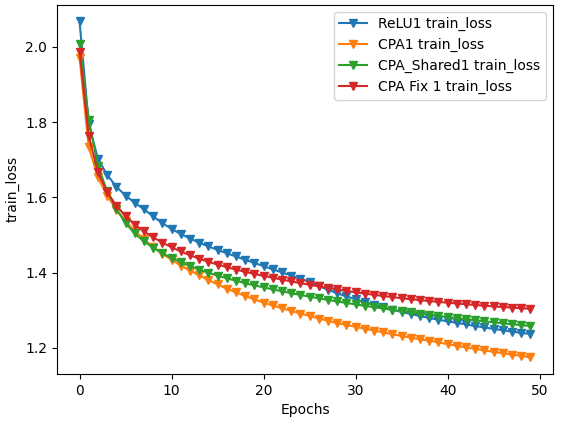 ReLU1 train_loss
CPA1 train_loss
CPA_Shared1 train_loss
CPA Fix 1 train_loss
train_loss
2.0
1.8
1.6
1.4
1.2
0
10
20
30
40
50
Epochs